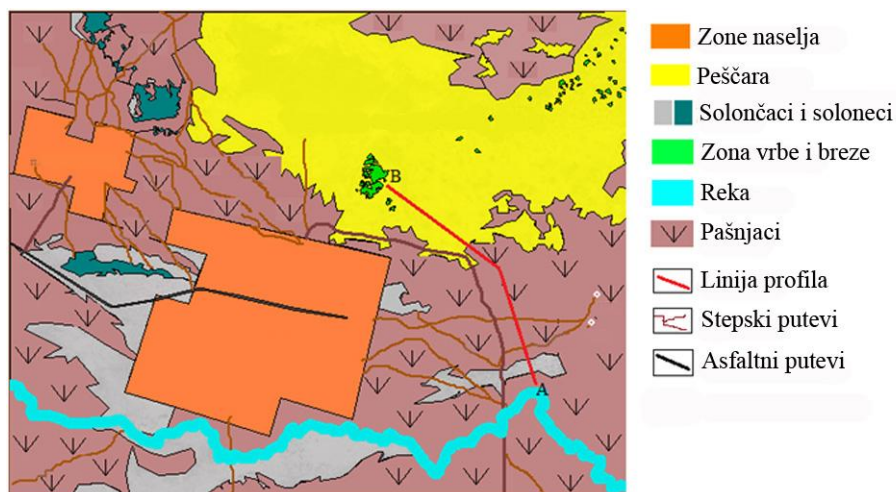 B
A
Zone naselja
Peščara
Solončaci i soloneci
Zona vrbe i breze
Reka
Pašnjaci
Linija profila
Stepski putevi
Asfaltni putevi